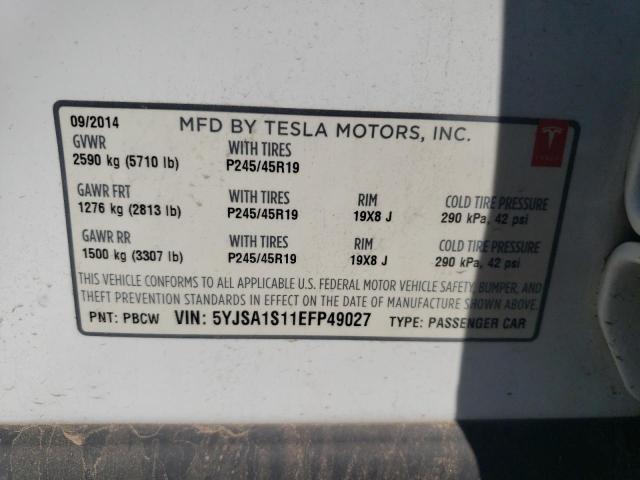 09/2014 MFD BY TESLA MOTORS, INC.
GVWR WITH TIRES
2590 kg (5710 lb) P245/45R19
GAWR FRT WITH TIRES RIM COLD TIRE PRESSURE
1276 kg (2813 lb) P245/45R19 19X8 J 290 kPa, 42 psi
GAWR RR WITH TIRES RIM COLD TIRE PRESSURE
1500 kg (3307 lb) P245/45R19 19X8 J 290 kPa, 42 psi
THIS VEHICLE CONFORMS TO ALL APPLICABLE U.S. FEDERAL MOTOR VEHICLE SAFETY, BUMPER, AND
THEFT PREVENTION STANDARDS IN EFFECT ON THE DATE OF MANUFACTURE SHOWN ABOVE.
PNT: PBCW VIN: 5YJSA1S11EFP49027 TYPE: PASSENGER CAR
TESLA